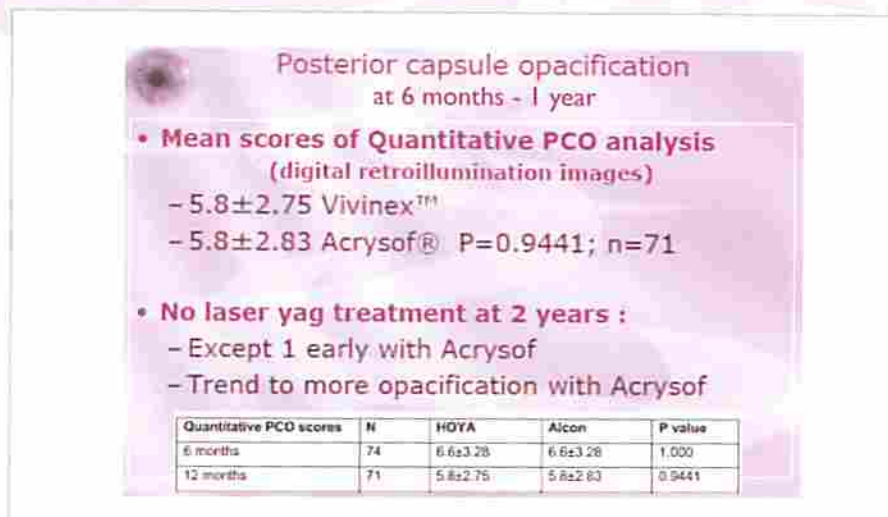 Posterior capsule opacification
at 6 months - 1 year
• Mean scores of Quantitative PCO analysis
(digital retroillumination images)
– 5.8±2.75 Vivinex™
– 5.8±2.83 Acrysof® P=0.9441; n=71
• No laser yag treatment at 2 years :
– Except 1 early with Acrysof
– Trend to more opacification with Acrysof
Quantitative PCO scores N HOYA Alcon P value
6 months 74 6.6±3.28 6.6±3.28 1.000
12 months 71 5.8±2.75 5.8±2.83 0.9441